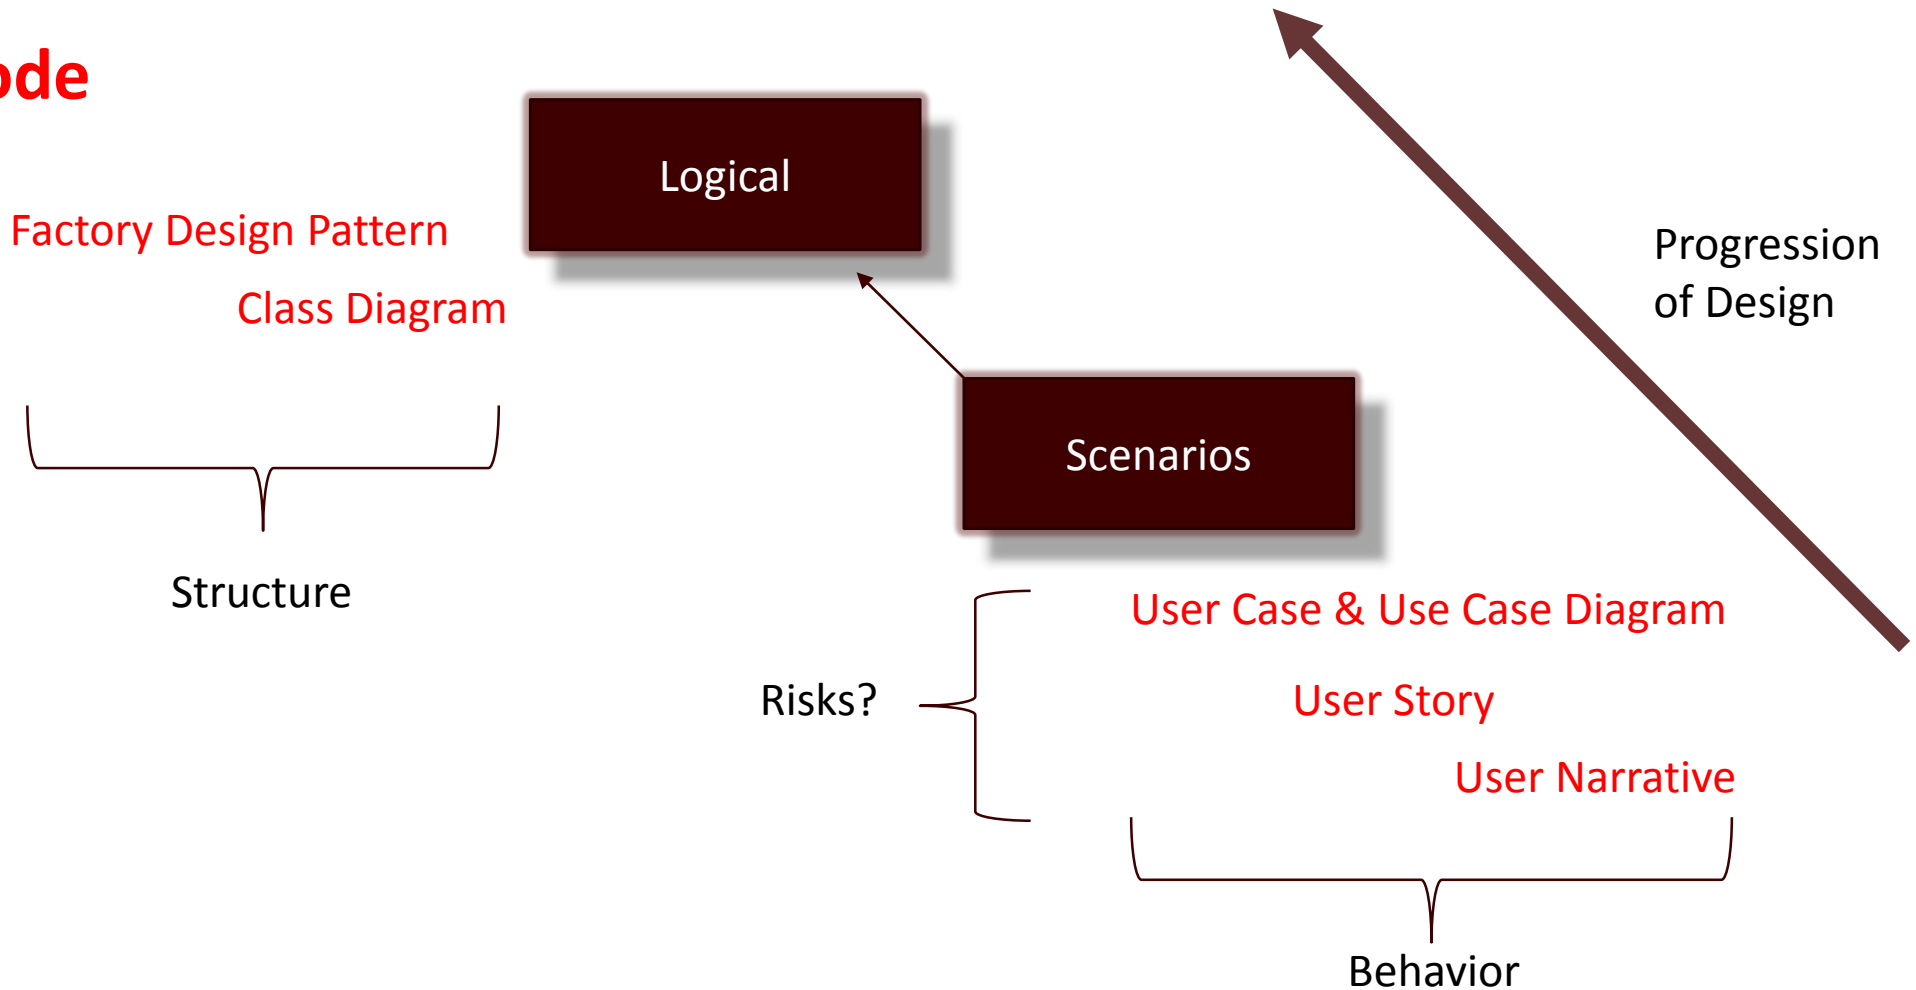 ode
Logical
Factory Design Pattern
Class Diagram
Progression
of Design
Scenarios
Structure
User Case & Use Case Diagram
Risks?
User Story
User Narrative
Behavior